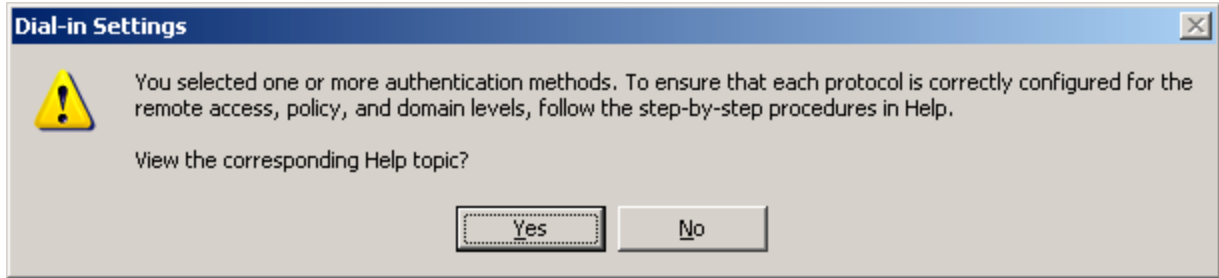 Dial-in Settings
You selected one or more authentication methods. To ensure that each protocol is correctly configured for the
remote access, policy, and domain levels, follow the step-by-step procedures in Help.
View the corresponding Help topic?
Yes
No